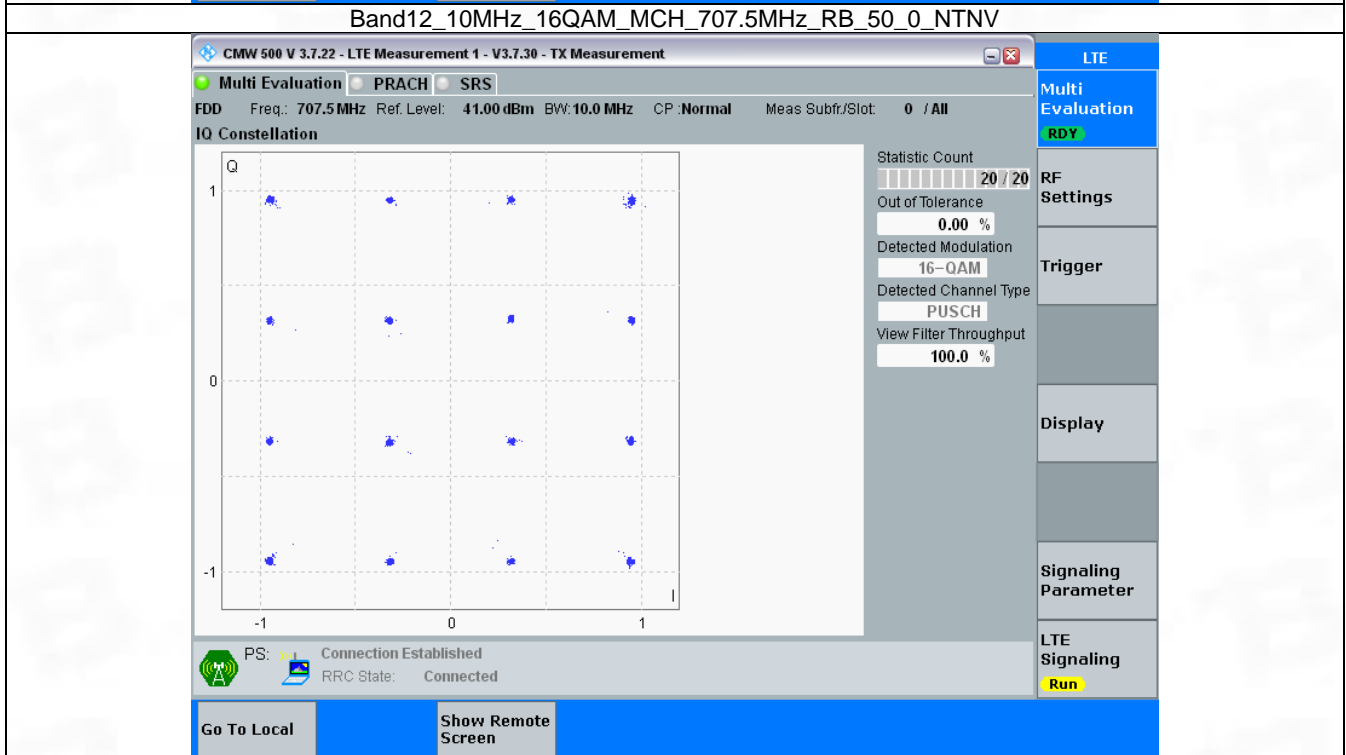 Band12_10MHz_16QAM_MCH_707.5MHz_RB_50_0_NTNV
CMW 500 V 3.7.22 - LTE Measurement 1 - V3.7.30 - TX Measurement
LTE
Multi Evaluation PRACH SRS
Multi
Evaluation
RDY
FDD Freq.: 707.5 MHz Ref. Level: 41.00 dBm BW: 10.0 MHz CP :Normal Meas Subfr./Slot: 0 / All
IQ Constellation
Q
1
0
-1
I
-1 0 1
Statistic Count
20 / 20
Out of Tolerance
0.00 %
Detected Modulation
16-QAM
Detected Channel Type
PUSCH
View Filter Throughput
100.0 %
RF
Settings
Trigger
Display
Signaling
Parameter
LTE
Signaling
Run
PS: Connection Established
RRC State: Connected
Go To Local
Show Remote
Screen